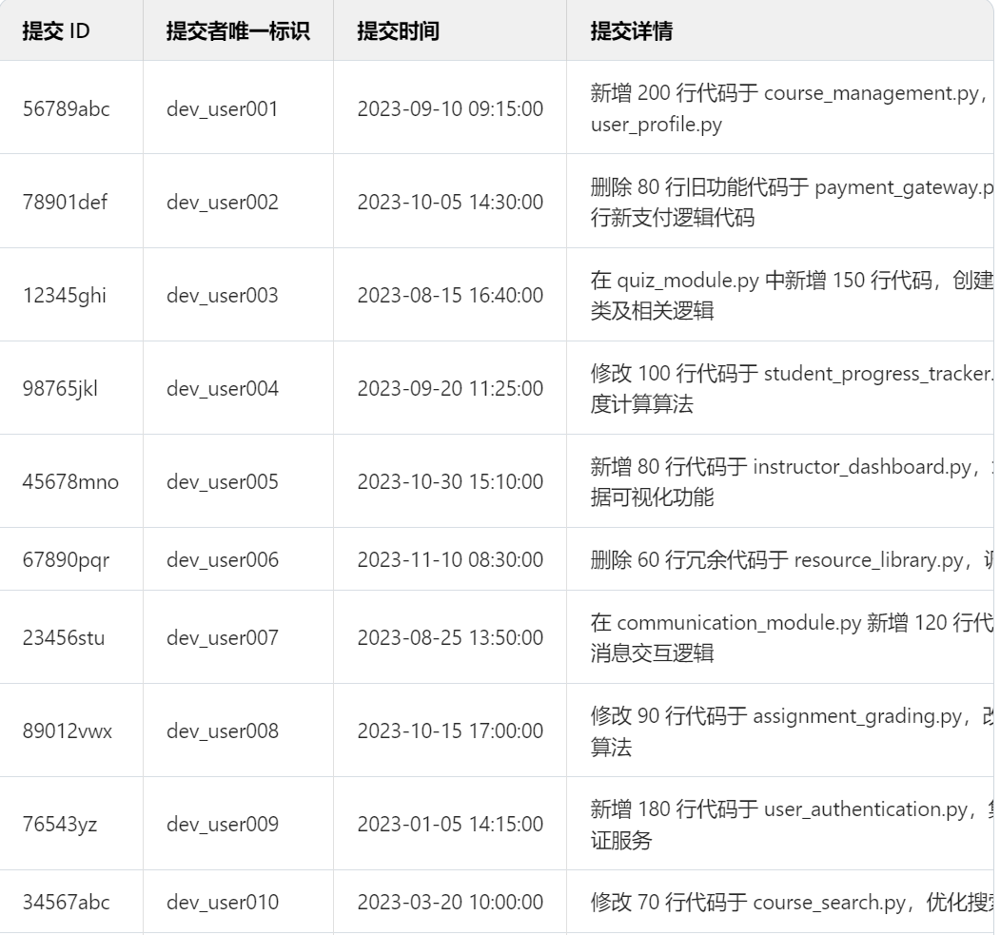 提交 ID 提交者唯一标识 提交时间 提交详情
56789abc dev_user001 2023-09-10 09:15:00 新增 200 行代码于 course_management.py，
user_profile.py
78901def dev_user002 2023-10-05 14:30:00 删除 80 行旧功能代码于 payment_gateway.p
行新支付逻辑代码
12345ghi dev_user003 2023-08-15 16:40:00 在 quiz_module.py 中新增 150 行代码，创建
类及相关逻辑
98765jkl dev_user004 2023-09-20 11:25:00 修改 100 行代码于 student_progress_tracker.
度计算算法
45678mno dev_user005 2023-10-30 15:10:00 新增 80 行代码于 instructor_dashboard.py，
据可视化功能
67890pqr dev_user006 2023-11-10 08:30:00 删除 60 行冗余代码于 resource_library.py，
23456stu dev_user007 2023-08-25 13:50:00 在 communication_module.py 新增 120 行代
消息交互逻辑
89012vwx dev_user008 2023-10-15 17:00:00 修改 90 行代码于 assignment_grading.py，改
算法
76543yz dev_user009 2023-01-05 14:15:00 新增 180 行代码于 user_authentication.py，
证服务
34567abc dev_user010 2023-03-20 10:00:00 修改 70 行代码于 course_search.py，优化搜